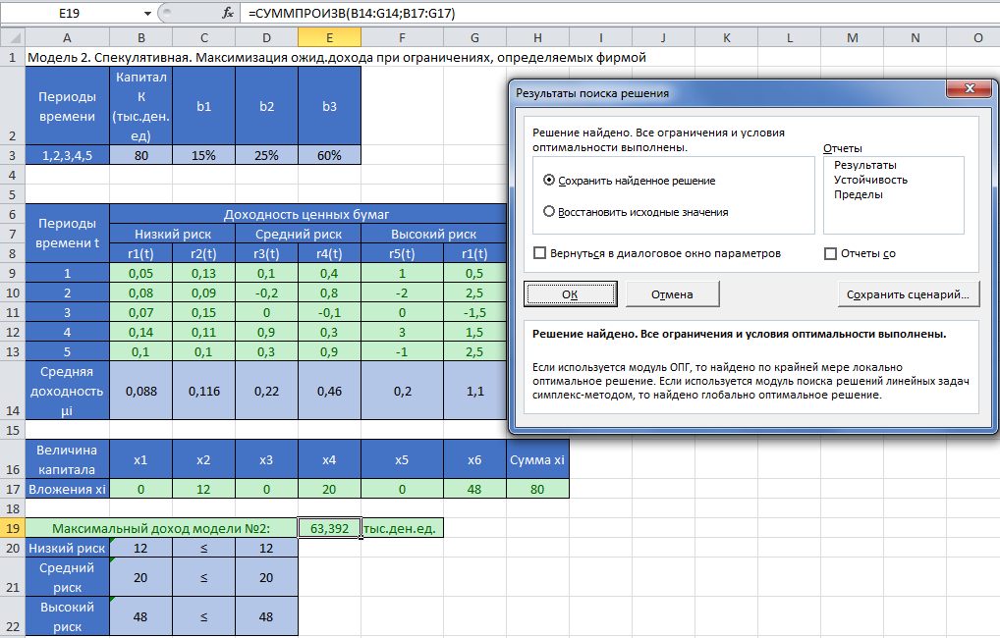 E19
fx
=СУММПРОИЗВ(B14:G14;B17:G17)
A B C D E F G H I J K L M N O
1 Модель 2. Спекулятивная. Максимизация ожид.дохода при ограничениях, определяемых фирмой
Периоды времени
Капитал К (тыс.ден.ед)
b1 b2 b3
2
3 1,2,3,4,5 80 15% 25% 60%
4
5
6 Доходность ценных бумаг
Периоды времени t
7 Низкий риск Средний риск Высокий риск
8 r1(t) r2(t) r3(t) r4(t) r5(t) r1(t)
9 1 0,05 0,13 0,1 0,4 1 0,5
10 2 0,08 0,09 -0,2 0,8 -2 2,5
11 3 0,07 0,15 0 -0,1 0 -1,5
12 4 0,14 0,11 0,9 0,3 3 1,5
13 5 0,1 0,1 0,3 0,9 -1 2,5
Средняя
доходность 0,088 0,116 0,22 0,46 0,2 1,1
14 μi
15
Величина
16 капитала x1 x2 x3 x4 x5 x6 Сумма xi
17 Вложения xi 0 12 0 20 0 48 80
18
19 Максимальный доход модели №2: 63,392 тыс.ден.ед.
20 Низкий риск 12 ≤ 12
Средний
21 риск 20 ≤ 20
Высокий
22 риск 48 ≤ 48
Результаты поиска решения
Решение найдено. Все ограничения и условия
оптимальности выполнены.
Отчеты
Сохранить найденное решение
Восстановить исходные значения
Результаты
Устойчивость
Пределы
Вернуться в диалоговое окно параметров
Отчеты со
ОК
Отмена
Сохранить сценарий...
Решение найдено. Все ограничения и условия оптимальности выполнены.
Если используется модуль ОПГ, то найдено по крайней мере локально
оптимальное решение. Если используется модуль поиска решений линейных задач
симплекс-методом, то найдено глобально оптимальное решение.